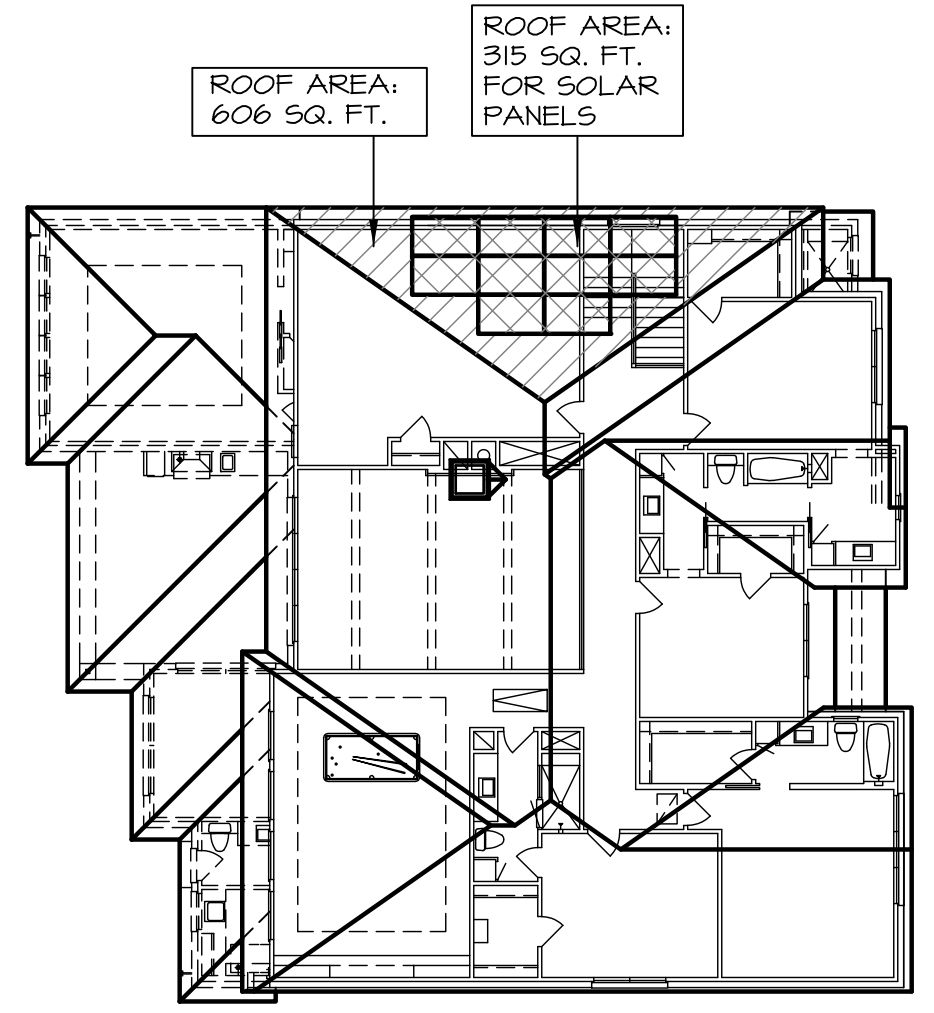 ROOF AREA:
606 SQ. FT.
ROOF AREA:
315 SQ. FT.
FOR SOLAR
PANELS